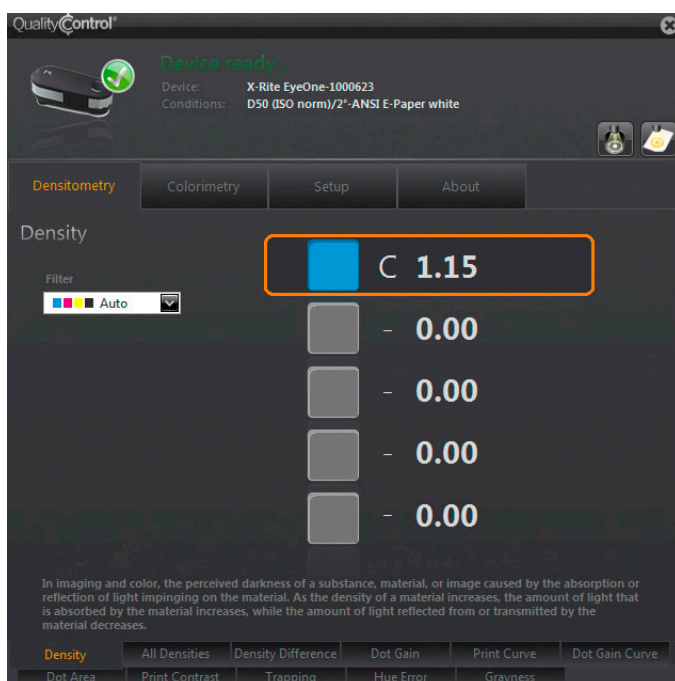 QualityControl®
Device ready...
Device: X-Rite EyeOne-1000623
Conditions: D50 (ISO norm)/2°-ANSI E-Paper white
Densitometry Colorimetry Setup About
Density
Filter
Auto
C 1.15
- 0.00
- 0.00
- 0.00
- 0.00
In imaging and color, the perceived darkness of a substance, material, or image caused by the absorption or
reflection of light impinging on the material. As the density of a material increases, the amount of light that
is absorbed by the material increases, while the amount of light reflected from or transmitted by the
material decreases.
Density All Densities Density Difference Dot Gain Print Curve Dot Gain Curve
Dot Area Print Contrast Trapping Hue Error Grayness